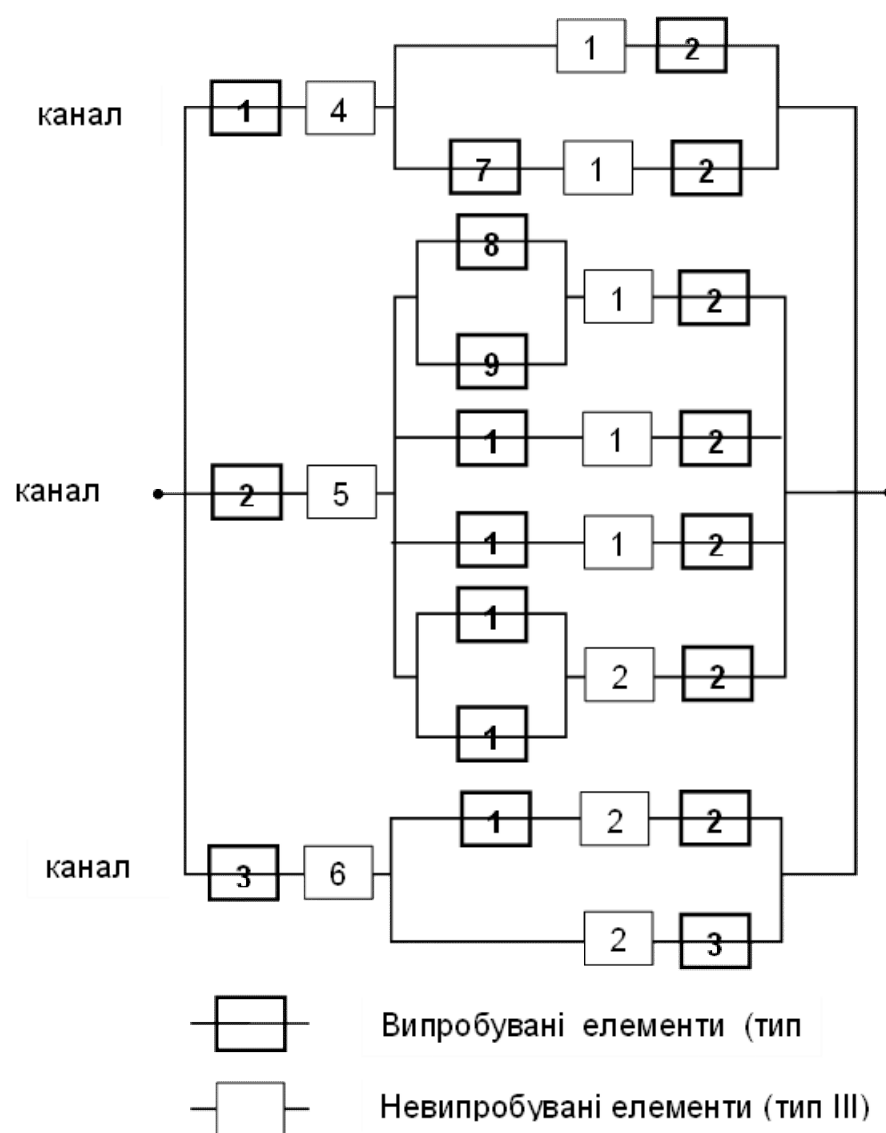 1 2
канал 1 4
7 1 2
8
1 2
9
1 1 2
канал 2 5
1 1 2
1
2 2
1
1 2 2
канал 3 6
2 3
Випробувані елементи (тип
Невипробувані елементи (тип III)